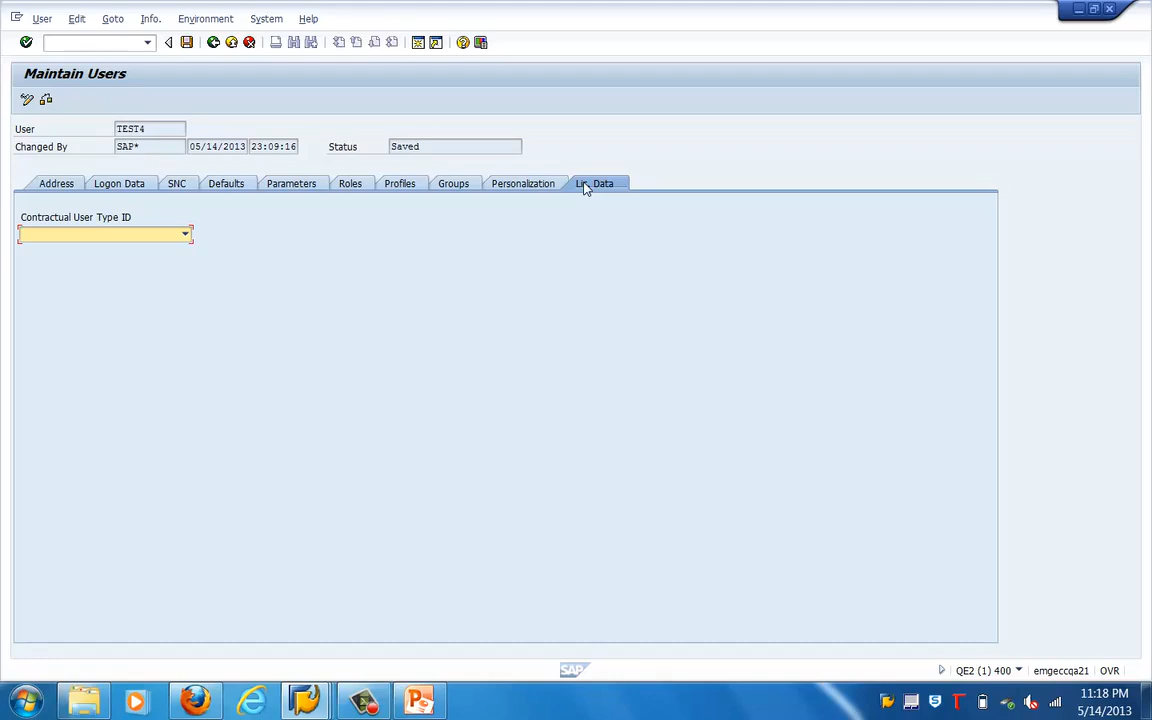 User Edit Goto Info. Environment System Help
Maintain Users
User TEST4
Changed By SAP* 05/14/2013 23:09:16 Status Saved
Address Logon Data SNC Defaults Parameters Roles Profiles Groups Personalization Lic. Data
Contractual User Type ID
SAP
QE2 (1) 400 emgeccqa21 OVR
11:18 PM
5/14/2013